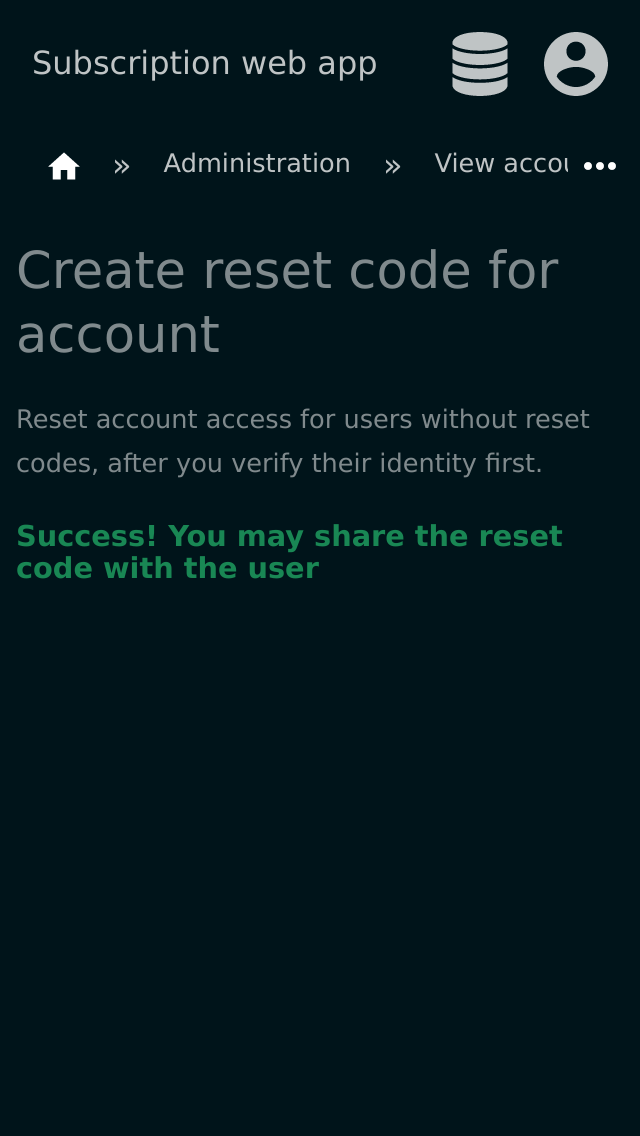 Subscription web app
» Administration » View accou
Create reset code for
account
Reset account access for users without reset
codes, after you verify their identity first.
Success! You may share the reset
code with the user